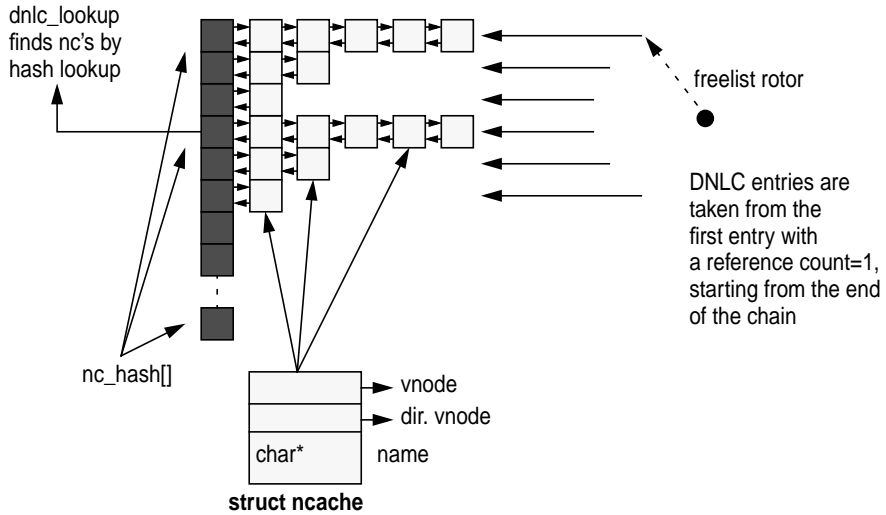 dnlc_lookup
finds nc's by
hash lookup
freelist rotor
DNLC entries are
taken from the
first entry with
a reference count=1,
starting from the end
of the chain
nc_hash[]
vnode
dir. vnode
char*
name
struct ncache